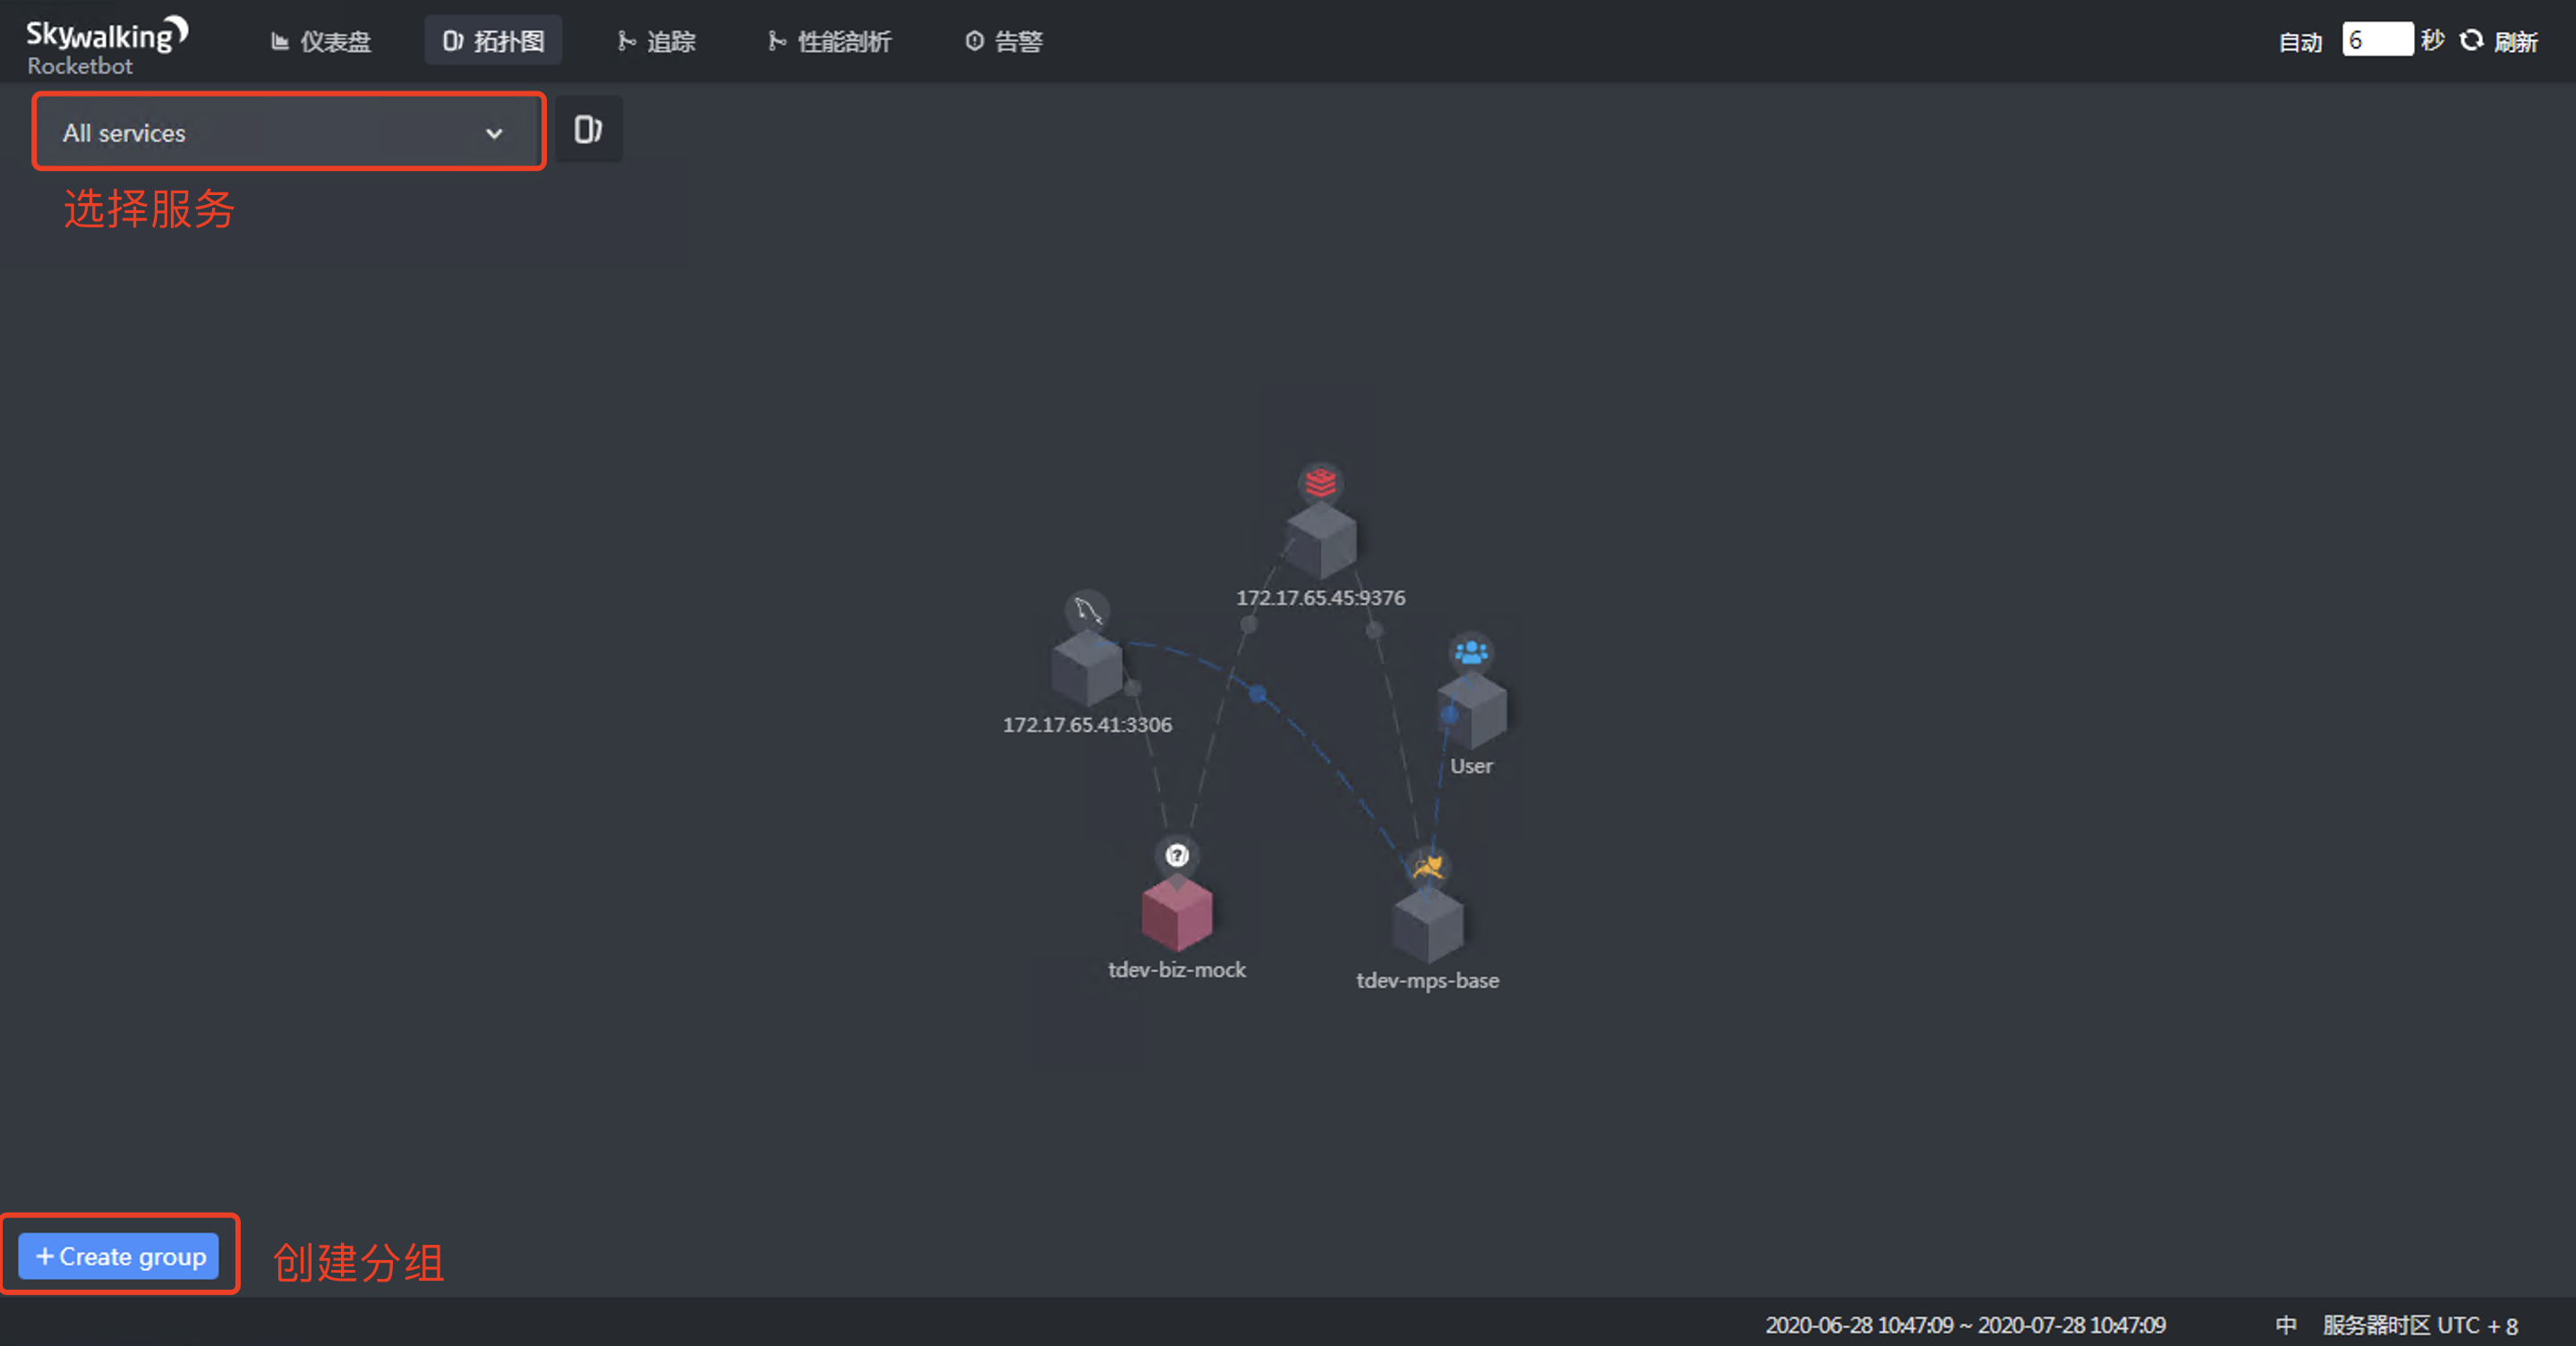 Skywalking
Rocketbot
仪表盘
拓扑图
追踪
性能剖析
告警
自动 6 秒 刷新
All services
选择服务
172.17.65.45:9376
172.17.65.41:3306
User
?
tdev-biz-mock
tdev-mps-base
+ Create group
创建分组
2020-06-28 10:47:09 ~ 2020-07-28 10:47:09
中
服务器时区 UTC + 8